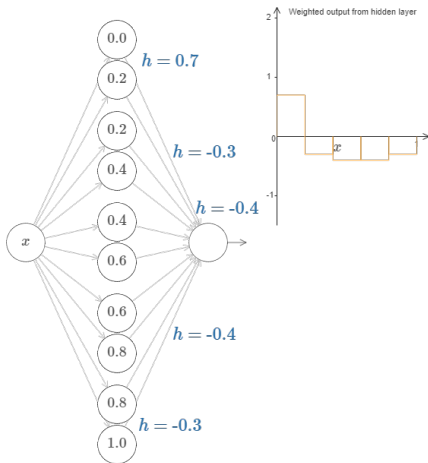 0.0
h = 0.7
0.2
0.2
h = -0.3
0.4
h = -0.4
0.4
x
0.6
0.6
h = -0.4
0.8
0.8
h = -0.3
1.0
Weighted output from hidden layer
2
1
0
x
1
-1